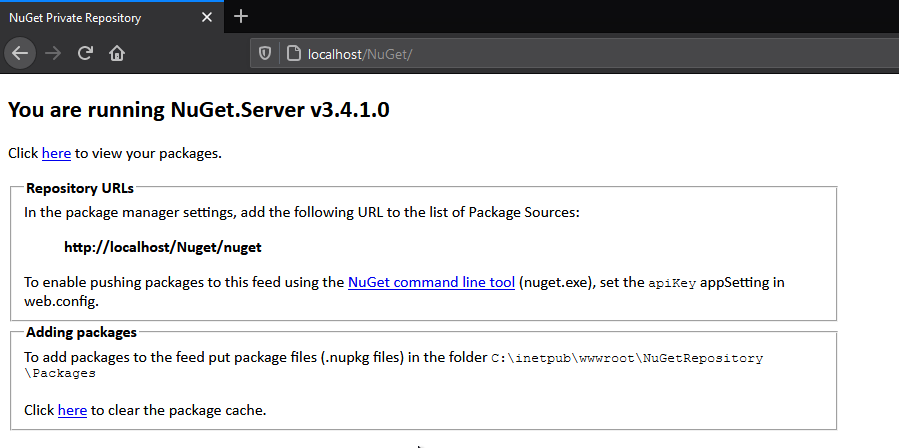 NuGet Private Repository
localhost/NuGet/
You are running NuGet.Server v3.4.1.0
Click here to view your packages.
Repository URLs
In the package manager settings, add the following URL to the list of Package Sources:
http://localhost/Nuget/nuget
To enable pushing packages to this feed using the NuGet command line tool (nuget.exe), set the apiKey appSetting in
web.config.
Adding packages
To add packages to the feed put package files (.nupkg files) in the folder C:\inetpub\wwwroot\NuGetRepository
\Packages
Click here to clear the package cache.